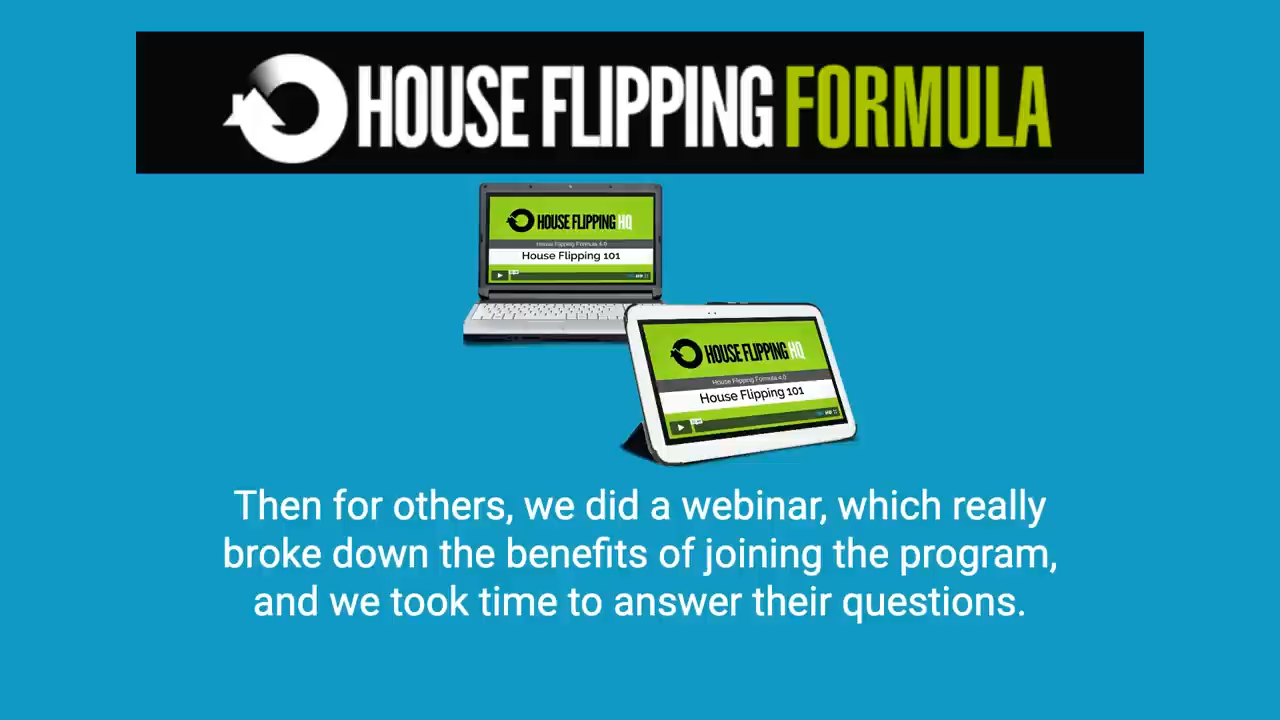 HOUSE FLIPPING FORMULA
HOUSE FLIPPING HQ
House Flipping Formula 4.0
House Flipping 101
HOUSE FLIPPING HQ
House Flipping Formula 4.0
House Flipping 101
Then for others, we did a webinar, which really
broke down the benefits of joining the program,
and we took time to answer their questions.